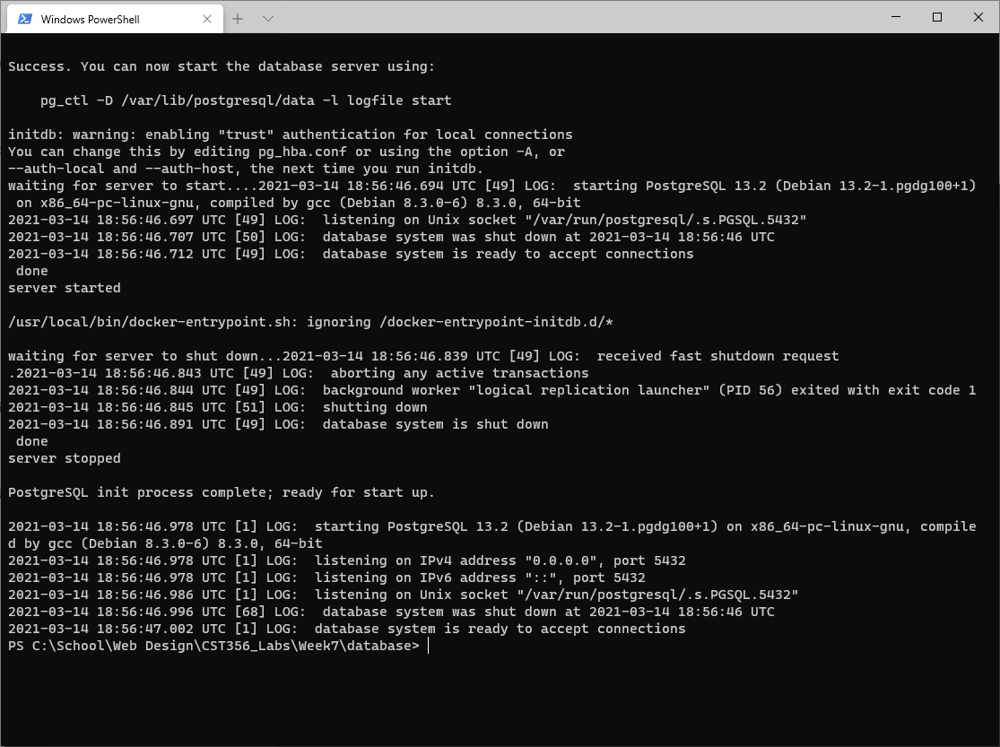 Windows PowerShell
Success. You can now start the database server using:
    pg_ctl -D /var/lib/postgresql/data -l logfile start
initdb: warning: enabling "trust" authentication for local connections
You can change this by editing pg_hba.conf or using the option -A, or
--auth-local and --auth-host, the next time you run initdb.
waiting for server to start....2021-03-14 18:56:46.694 UTC [49] LOG:  starting PostgreSQL 13.2 (Debian 13.2-1.pgdg100+1)
 on x86_64-pc-linux-gnu, compiled by gcc (Debian 8.3.0-6) 8.3.0, 64-bit
2021-03-14 18:56:46.697 UTC [49] LOG:  listening on Unix socket "/var/run/postgresql/.s.PGSQL.5432"
2021-03-14 18:56:46.707 UTC [50] LOG:  database system was shut down at 2021-03-14 18:56:46 UTC
2021-03-14 18:56:46.712 UTC [49] LOG:  database system is ready to accept connections
 done
server started
/usr/local/bin/docker-entrypoint.sh: ignoring /docker-entrypoint-initdb.d/*
waiting for server to shut down...2021-03-14 18:56:46.839 UTC [49] LOG:  received fast shutdown request
.2021-03-14 18:56:46.843 UTC [49] LOG:  aborting any active transactions
2021-03-14 18:56:46.844 UTC [49] LOG:  background worker "logical replication launcher" (PID 56) exited with exit code 1
2021-03-14 18:56:46.845 UTC [51] LOG:  shutting down
2021-03-14 18:56:46.891 UTC [49] LOG:  database system is shut down
 done
server stopped
PostgreSQL init process complete; ready for start up.
2021-03-14 18:56:46.978 UTC [1] LOG:  starting PostgreSQL 13.2 (Debian 13.2-1.pgdg100+1) on x86_64-pc-linux-gnu, compile
d by gcc (Debian 8.3.0-6) 8.3.0, 64-bit
2021-03-14 18:56:46.978 UTC [1] LOG:  listening on IPv4 address "0.0.0.0", port 5432
2021-03-14 18:56:46.978 UTC [1] LOG:  listening on IPv6 address "::", port 5432
2021-03-14 18:56:46.986 UTC [1] LOG:  listening on Unix socket "/var/run/postgresql/.s.PGSQL.5432"
2021-03-14 18:56:46.996 UTC [68] LOG:  database system was shut down at 2021-03-14 18:56:46 UTC
2021-03-14 18:56:47.002 UTC [1] LOG:  database system is ready to accept connections
PS C:\School\Web Design\CST356_Labs\Week7\database>